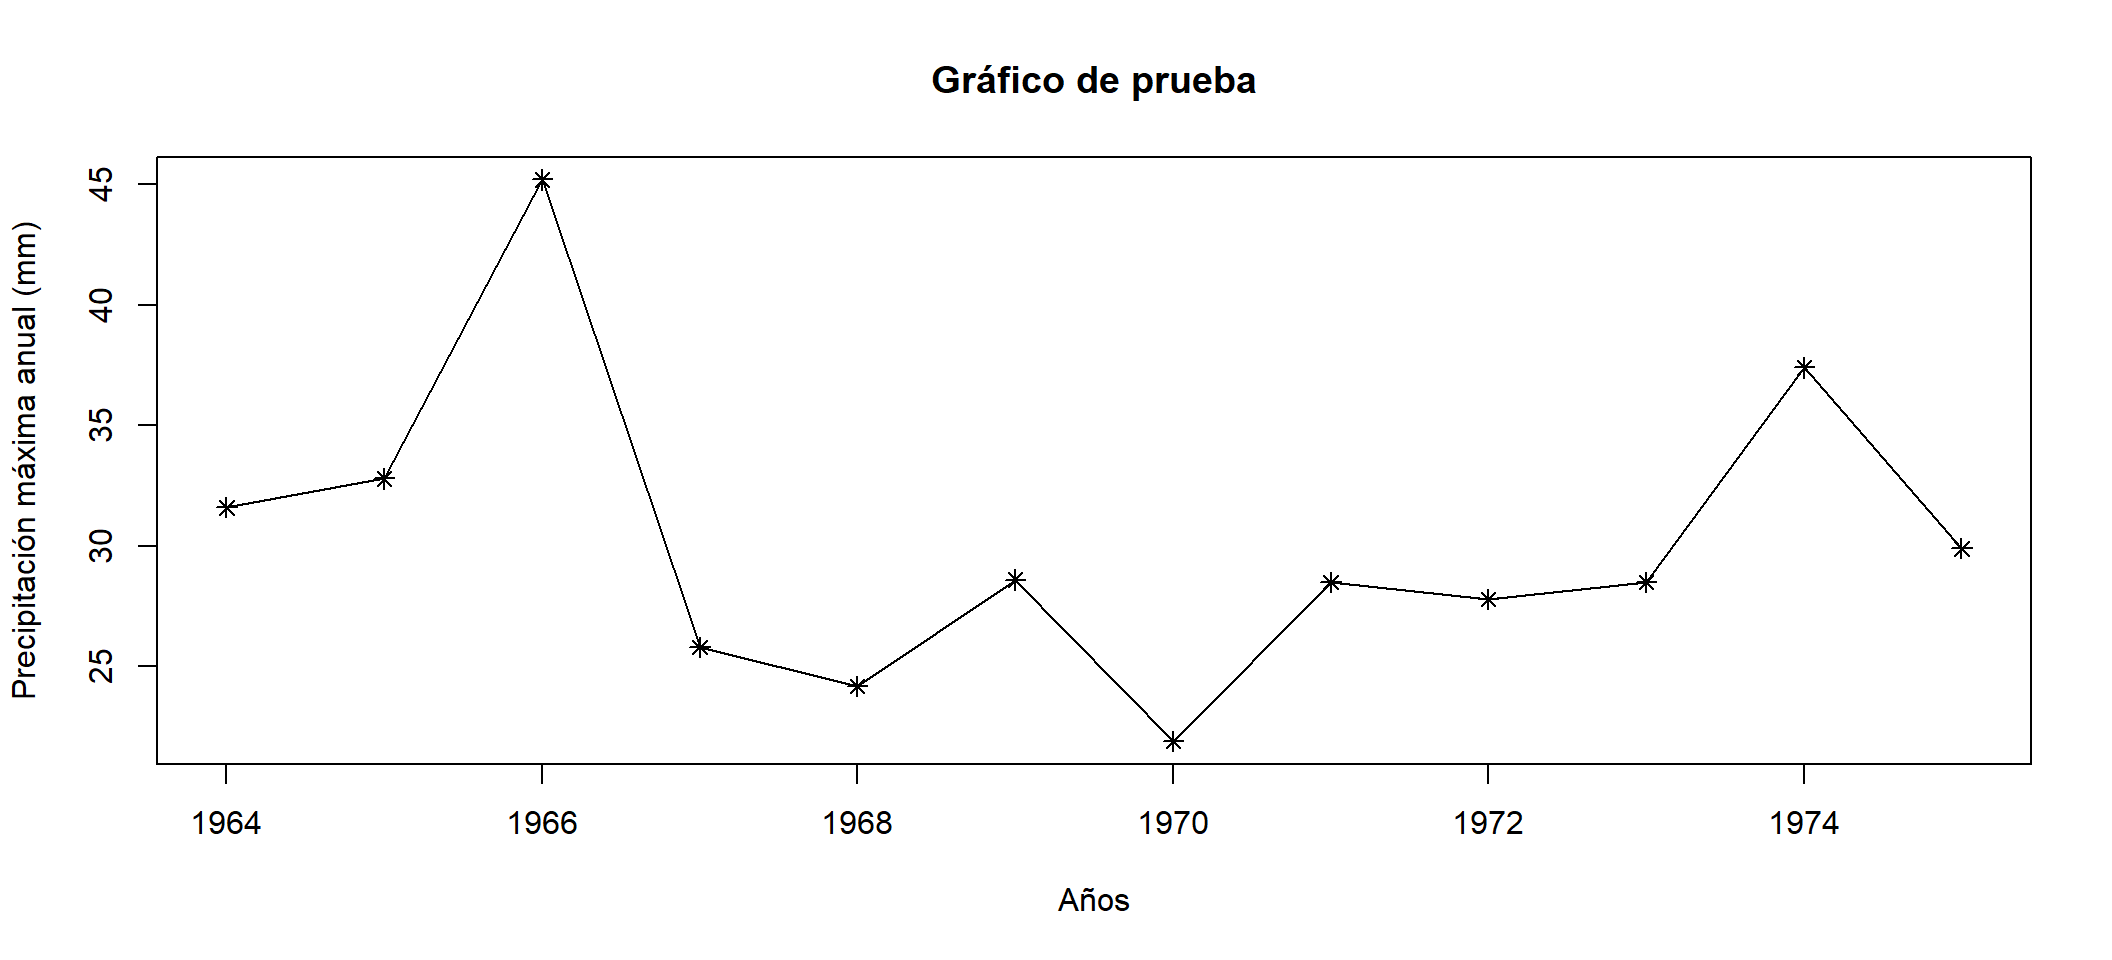 Gráfico de prueba
Precipitación máxima anual (mm)
45
40
35
30
25
1964 1966 1968 1970 1972 1974
Años